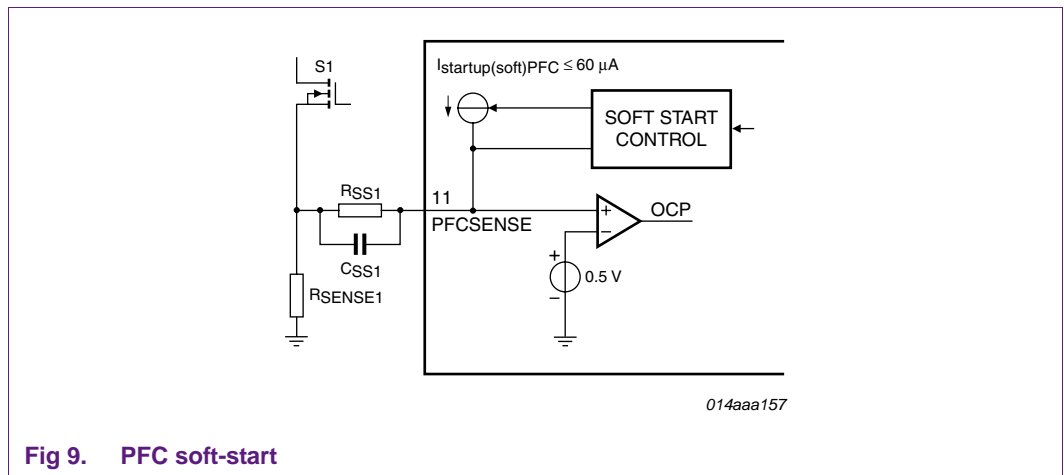 S1
Istartup(soft)PFC ≤ 60 μA
SOFT START
CONTROL
RSS1
11
PFCSENSE
CSS1
RSENSE1
+
−
OCP
+
−
0.5 V
014aaa157
Fig 9. PFC soft-start